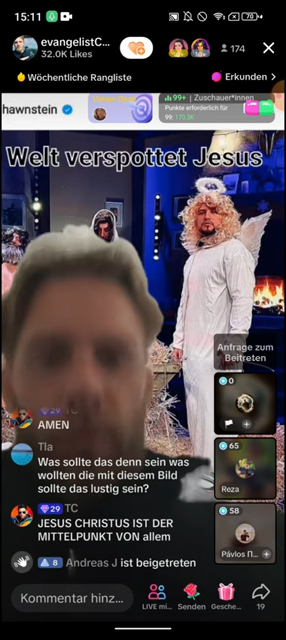 15:11
70
evangelistC...
32.0K Likes
174
Wöchentliche Rangliste
Erkunden >
hawnstein
99+ | Zuschauer*innen
Punkte erforderlich für
99: 170.3K
Welt verspottet Jesus
Anfrage zum
Beitreten
0
29 TC
AMEN
Tla
Was sollte das denn sein was
wollten die mit diesem Bild
sollte das lustig sein?
65
Reza
29 TC
JESUS CHRISTUS IST DER
MITTELPUNKT VON allem
58
Pávlos Π...
8 Andreas J ist beigetreten
Kommentar hinz...
LIVE mi...
Senden
Gesche...
19